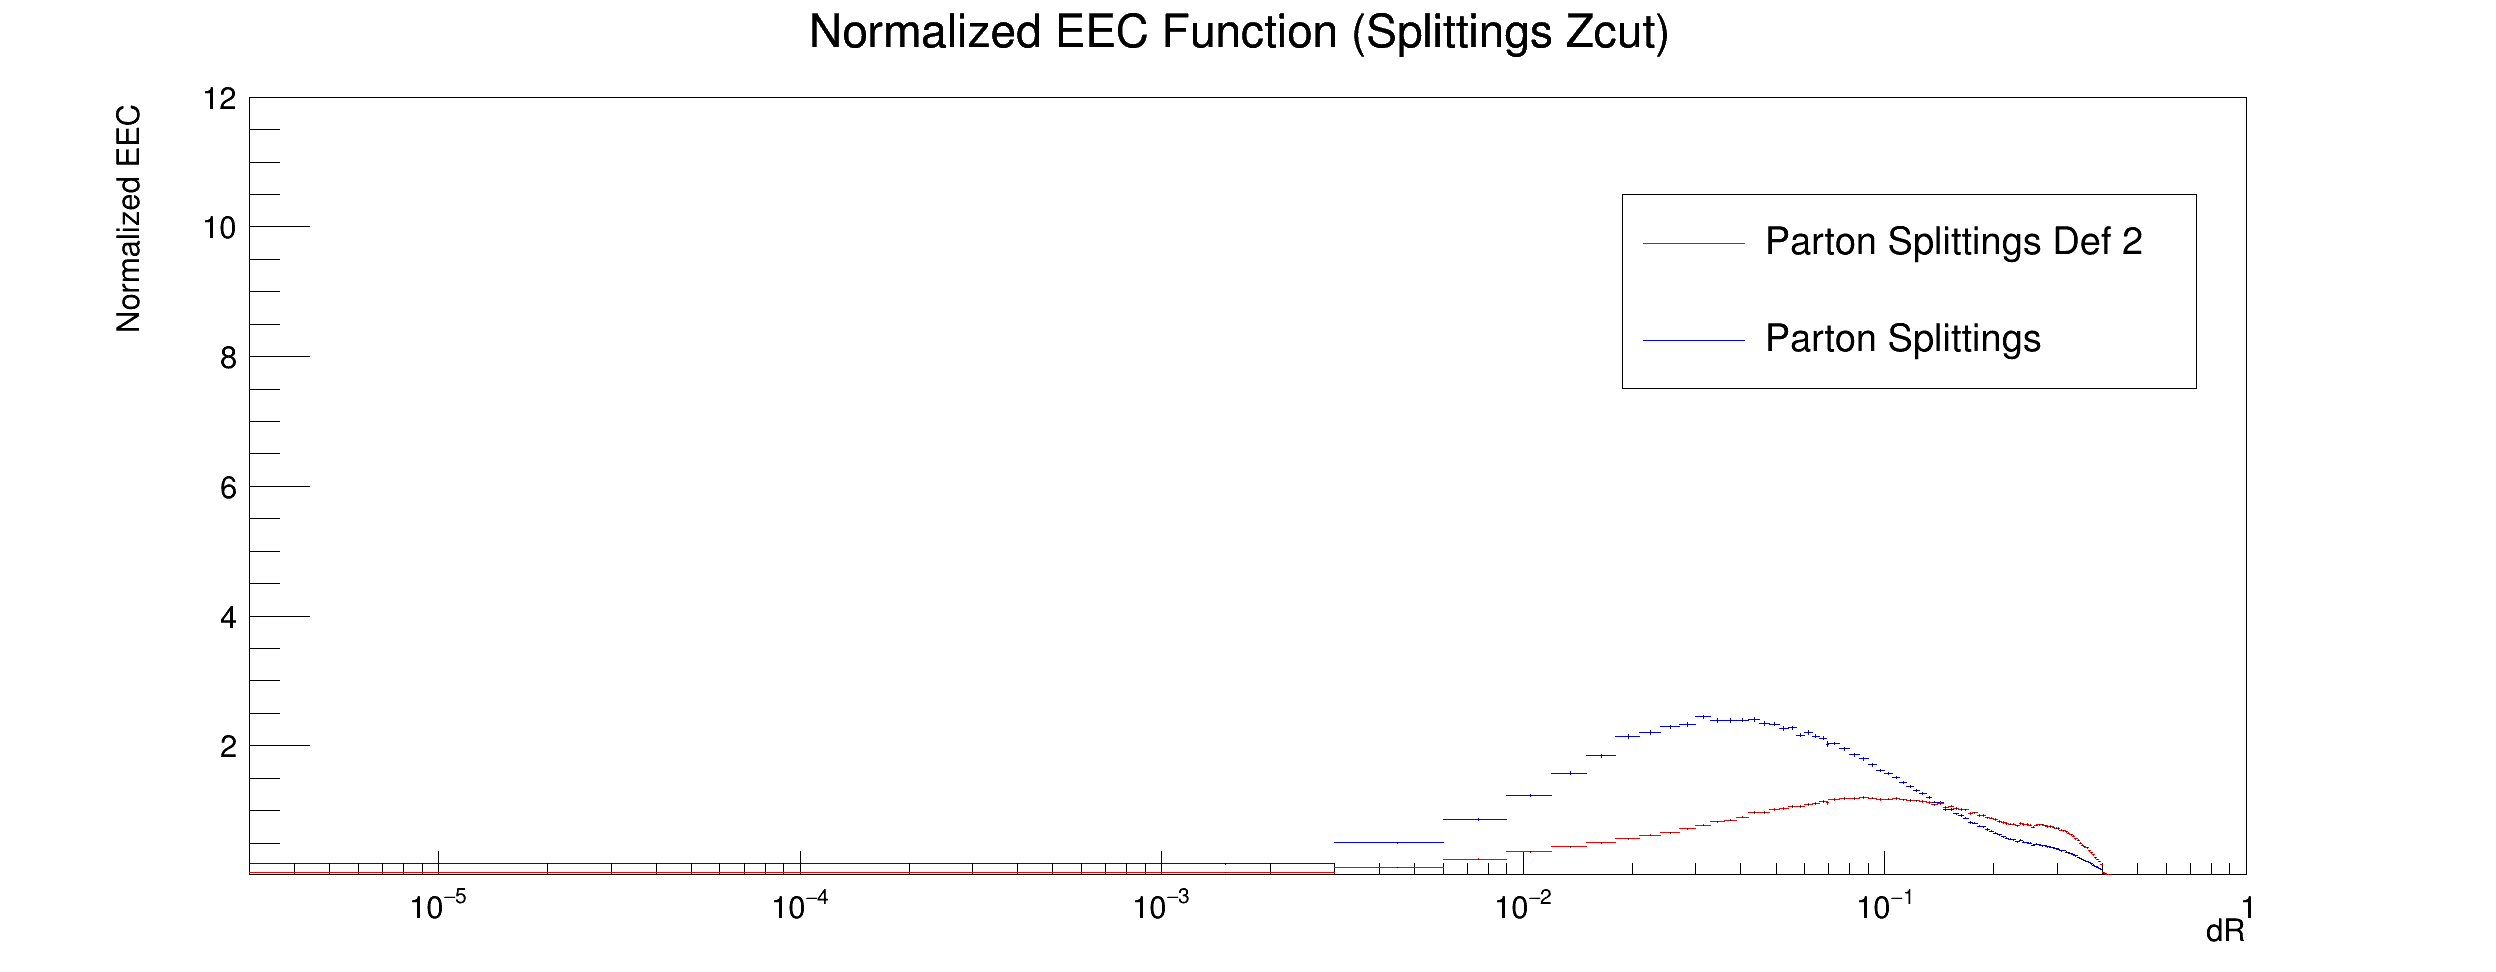 Normalized EEC Function (Splittings Zcut)
Normalized EEC
12
10
8
6
4
2
Parton Splittings Def 2
Parton Splittings
10⁻⁵ 10⁻⁴ 10⁻³ 10⁻² 10⁻¹ 1
dR